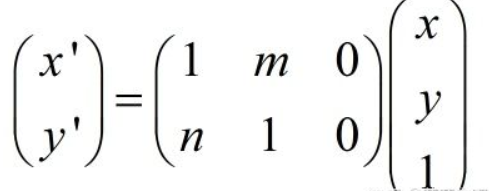 (x' y') = (1 m 0; n 1 0)(x; y; 1)